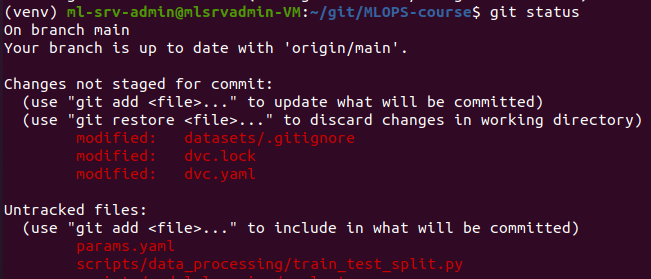 (venv) ml-srv-admin@mlsrvadmin-VM:~/git/MLOPS-course$ git status
On branch main
Your branch is up to date with 'origin/main'.
Changes not staged for commit:
(use "git add <file>..." to update what will be committed)
(use "git restore <file>..." to discard changes in working directory)
modified: datasets/.gitignore
modified: dvc.lock
modified: dvc.yaml
Untracked files:
(use "git add <file>..." to include in what will be committed)
params.yaml
scripts/data_processing/train_test_split.py